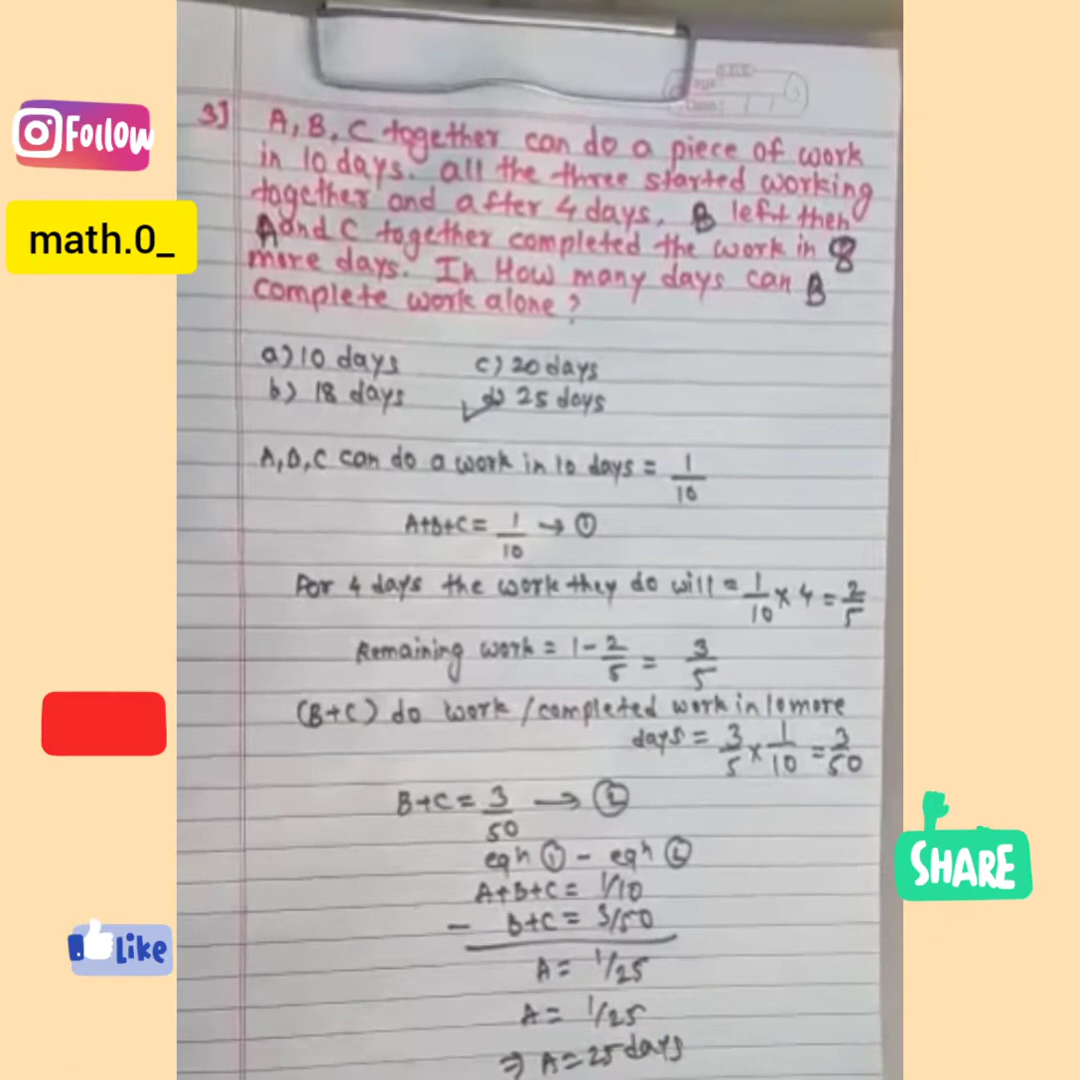 Follow
math.0_
3] A, B, C together can do a piece of work
in 10 days. all the three started working
together and after 4 days, B left then
A and C together completed the work in 8
more days. In How many days can B
complete work alone?
a) 10 days c) 20 days
b) 18 days d) 25 days
A, B, C can do a work in 10 days = 1/10
A+B+C = 1/10 → ①
For 4 days the work they do will = 1/10 × 4 = 2/5
Remaining work = 1 - 2/5 = 3/5
(B+C) do work / completed work in 10 more
days = 3/5 × 1/10 = 3/50
B+C = 3/50 → ②
eqn ① - eqn ②
A+B+C = 1/10
- B+C = 3/50
A = 1/25
A = 1/25
⇒ A = 25 days
SHARE
Like